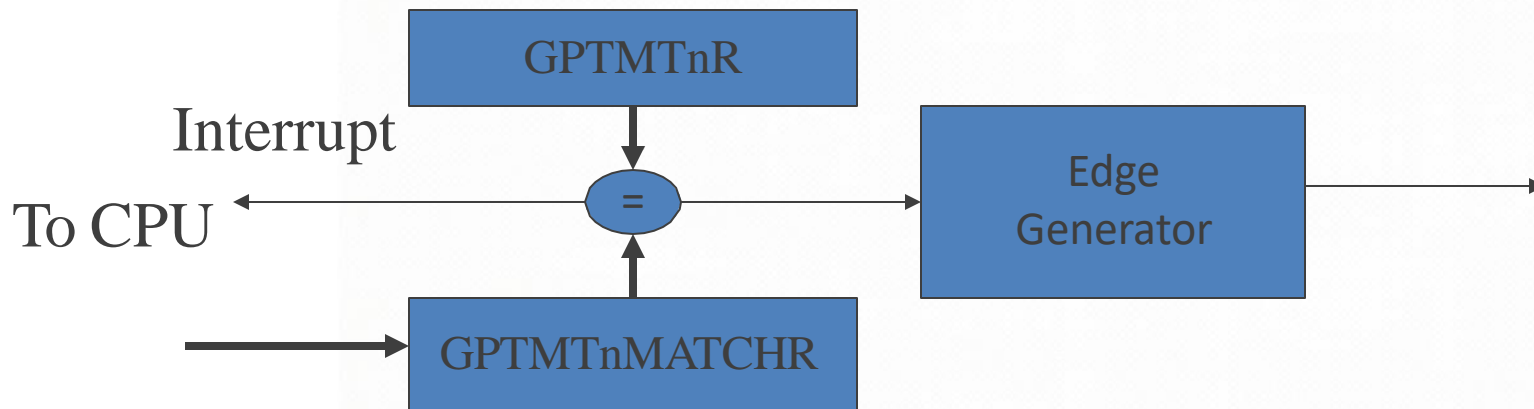 GPTMTnR
Interrupt
To CPU
=
Edge
Generator
GPTMTnMATCHR